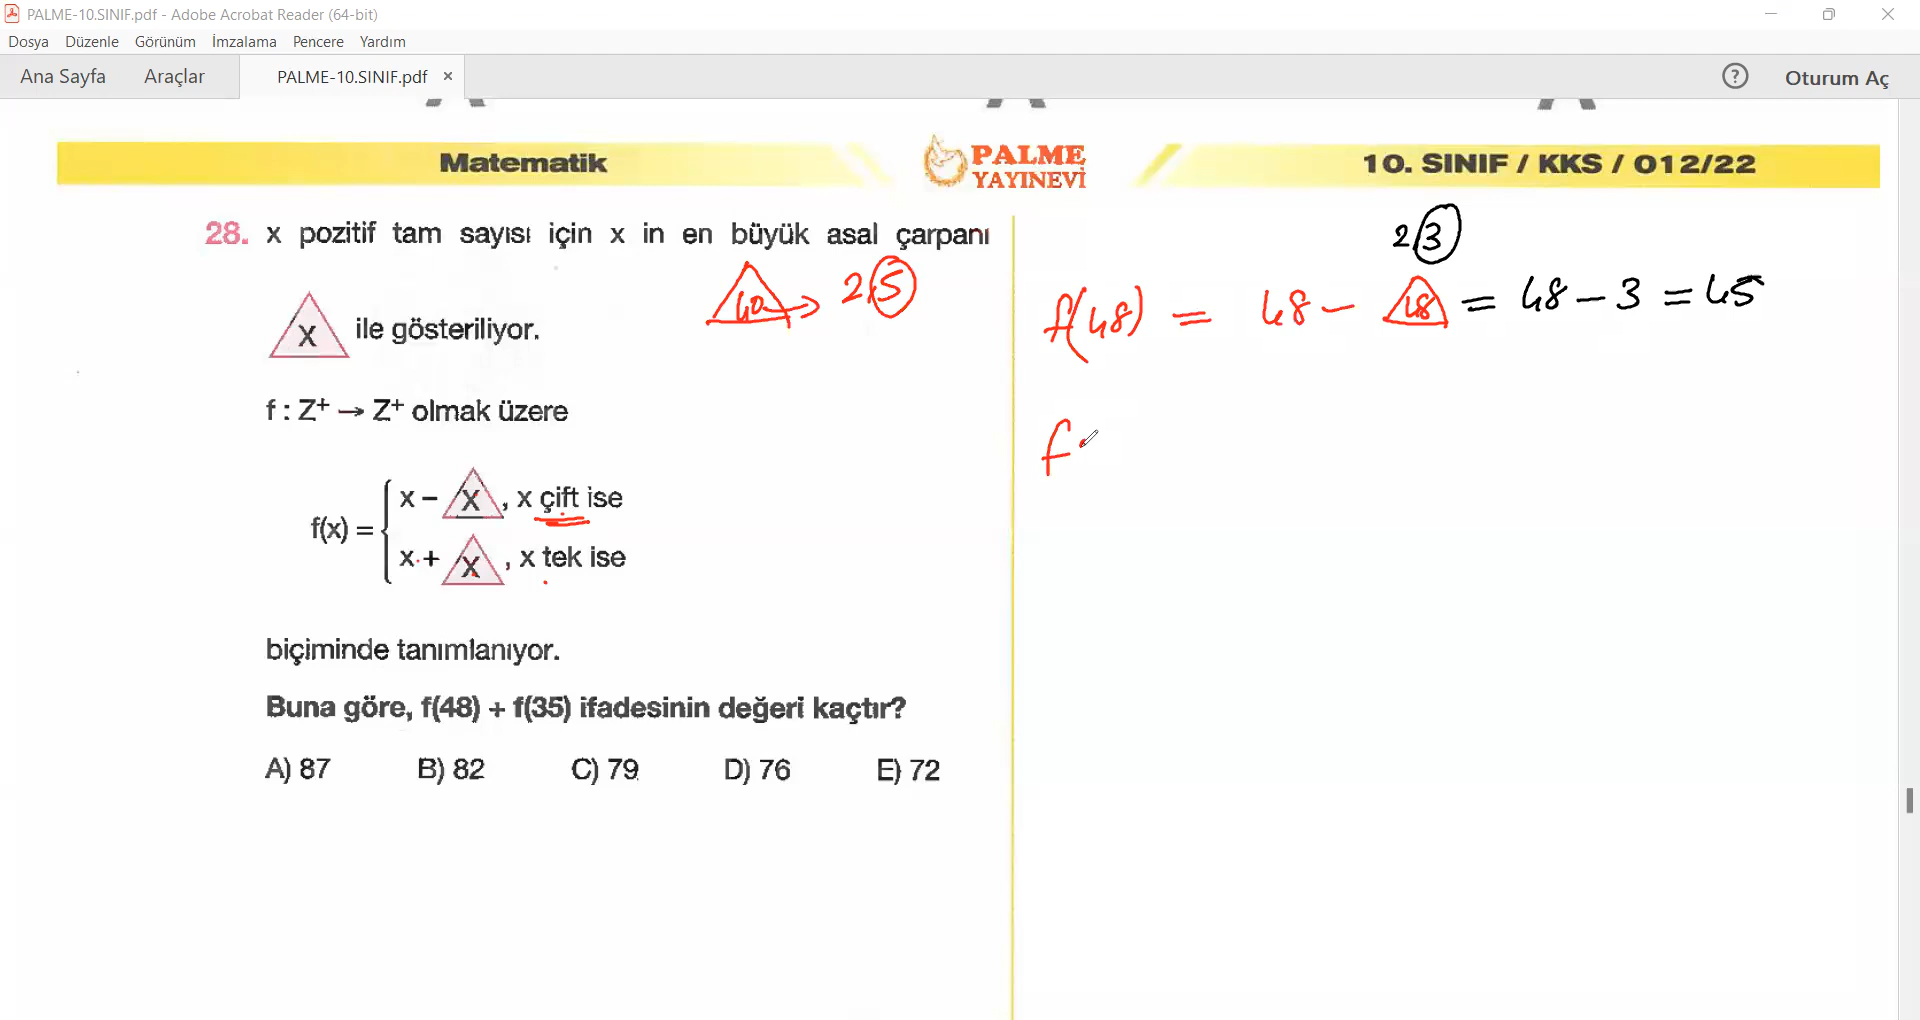 PALME-10.SINIF.pdf - Adobe Acrobat Reader (64-bit)
Dosya Düzenle Görünüm İmzalama Pencere Yardım
Ana Sayfa Araçlar PALME-10.SINIF.pdf × ? Oturum Aç
Matematik PALME YAYINEVİ 10. SINIF / KKS / 012/22
28. x pozitif tam sayısı için x in en büyük asal çarpanı
40 → 2 5
x ile gösteriliyor.
f : Z⁺ → Z⁺ olmak üzere
f(x) =
x – x , x çift ise
x + x , x tek ise
biçiminde tanımlanıyor.
Buna göre, f(48) + f(35) ifadesinin değeri kaçtır?
A) 87 B) 82 C) 79 D) 76 E) 72
2 3
f(48) = 48 – 48 = 48 – 3 = 45
f